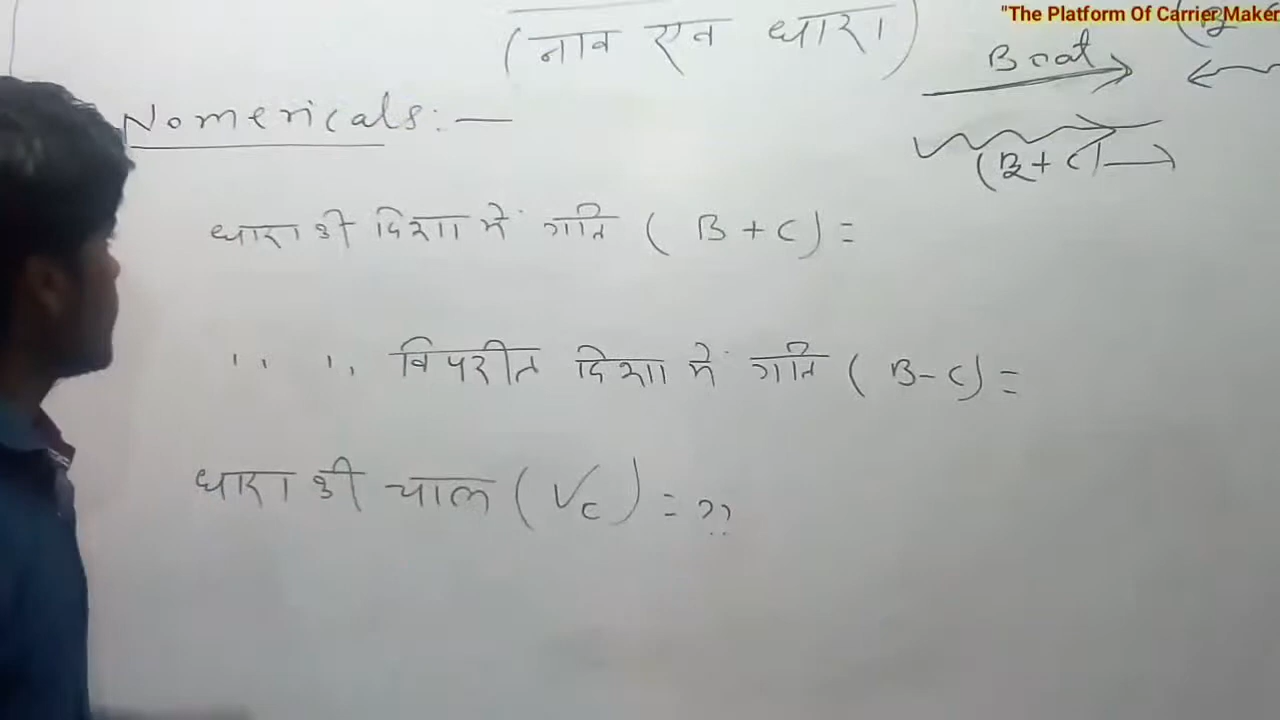 "The Platform Of Carrier Maker
(नाव एव धारा)
Boat
Nomericals:—
(B+C)
धारा की दिशा में गति (B+C) =
,, ,, विपरीत दिशा में गति (B-C) =
धारा की चाल (Vc) = ??